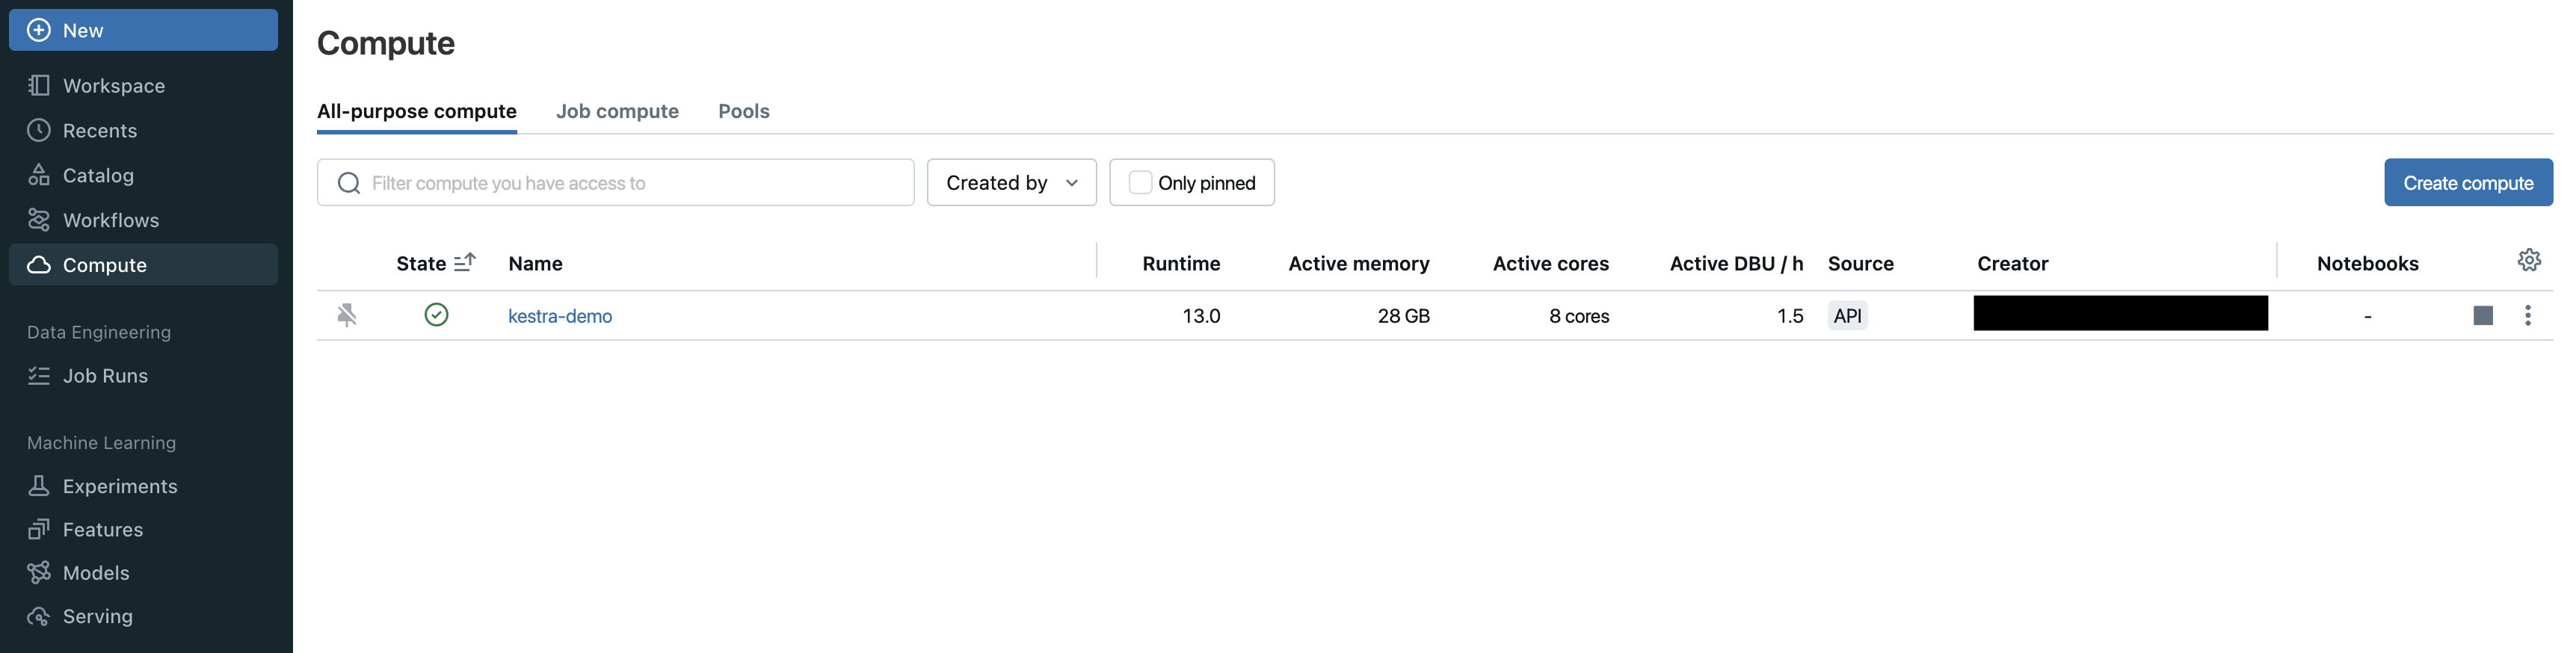 New
Workspace
Recents
Catalog
Workflows
Compute
Data Engineering
Job Runs
Machine Learning
Experiments
Features
Models
Serving
Compute
All-purpose compute Job compute Pools
Filter compute you have access to Created by Only pinned Create compute
State Name Runtime Active memory Active cores Active DBU / h Source Creator Notebooks
kestra-demo 13.0 28 GB 8 cores 1.5 API -